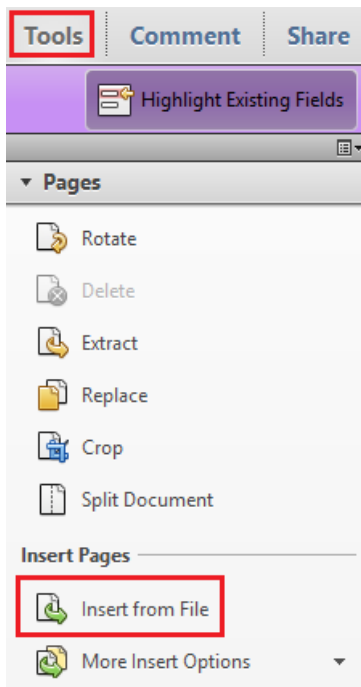 Tools Comment Share
Highlight Existing Fields
Pages
Rotate
Delete
Extract
Replace
Crop
Split Document
Insert Pages
Insert from File
More Insert Options